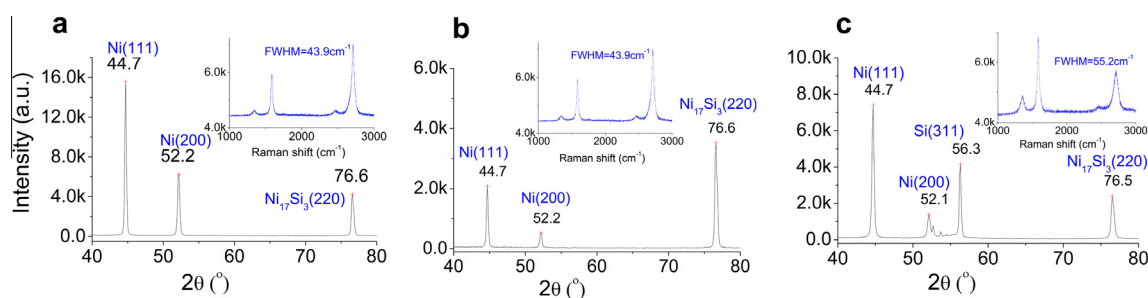 a
Intensity (a.u.)
16.0k
12.0k
8.0k
4.0k
0.0
40 50 60 70 80
2θ (°)
Ni(111)
44.7
Ni(200)
52.2
76.6
Ni₁₇Si₃(220)
FWHM=43.9cm⁻¹
6.0k
4.0k
1000 2000 3000
Raman shift (cm⁻¹)
b
6.0k
4.0k
2.0k
0.0
40 50 60 70 80
2θ (°)
Ni(111)
44.7
Ni(200)
52.2
Ni₁₇Si₃(220)
76.6
FWHM=43.9cm⁻¹
6.0k
4.0k
1000 2000 3000
Raman shift (cm⁻¹)
c
10.0k
8.0k
6.0k
4.0k
2.0k
0.0
40 50 60 70 80
2θ (°)
Ni(111)
44.7
Ni(200)
52.1
Si(311)
56.3
Ni₁₇Si₃(220)
76.5
FWHM=55.2cm⁻¹
6.0k
4.0k
1000 2000 3000
Raman shift (cm⁻¹)